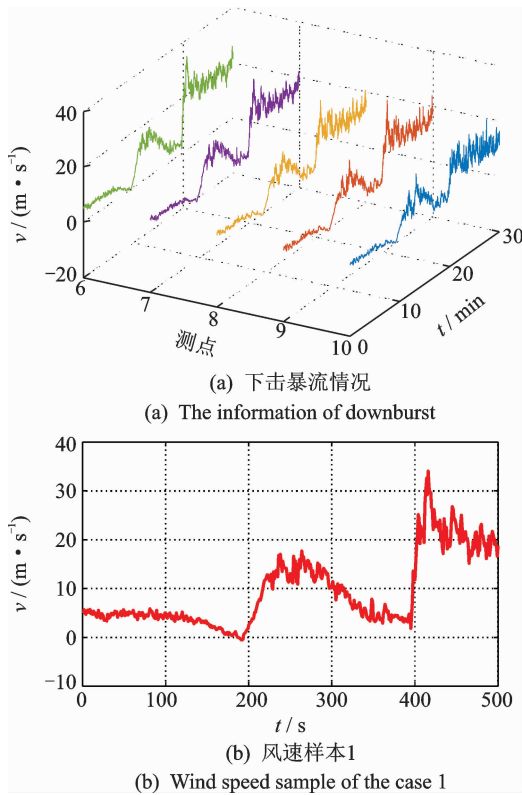 40
20
0
−20
v / (m • s⁻¹)
6
7
8
9
10
测点
0
10
20
30
t / min
(a) 下击暴流情况
(a) The information of downburst
40
30
20
10
0
−10
v / (m • s⁻¹)
0
100
200
300
400
500
t / s
(b) 风速样本1
(b) Wind speed sample of the case 1